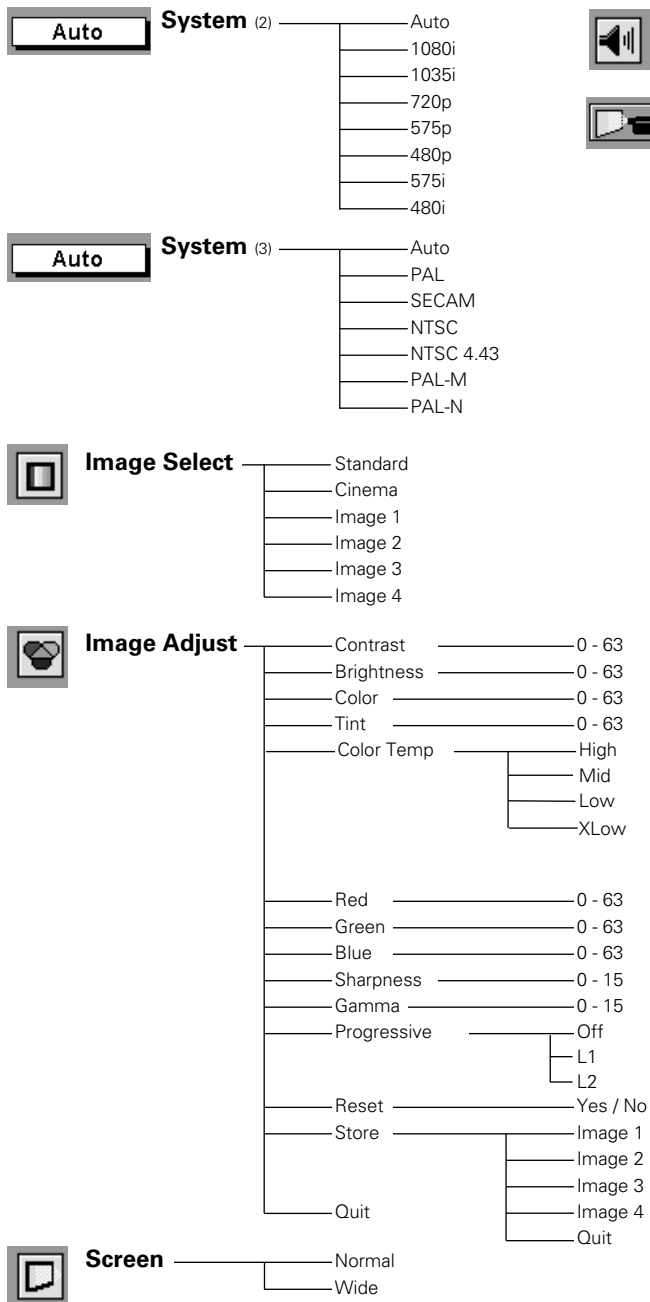 Auto System (2) Auto
1080i
1035i
720p
575p
480p
575i
480i
Auto System (3) Auto
PAL
SECAM
NTSC
NTSC 4.43
PAL-M
PAL-N
Image Select Standard
Cinema
Image 1
Image 2
Image 3
Image 4
Image Adjust Contrast 0 - 63
Brightness 0 - 63
Color 0 - 63
Tint 0 - 63
Color Temp High
Mid
Low
XLow
Red 0 - 63
Green 0 - 63
Blue 0 - 63
Sharpness 0 - 15
Gamma 0 - 15
Progressive Off
L1
L2
Reset Yes / No
Store Image 1
Image 2
Image 3
Quit Image 4
Quit
Screen Normal
Wide